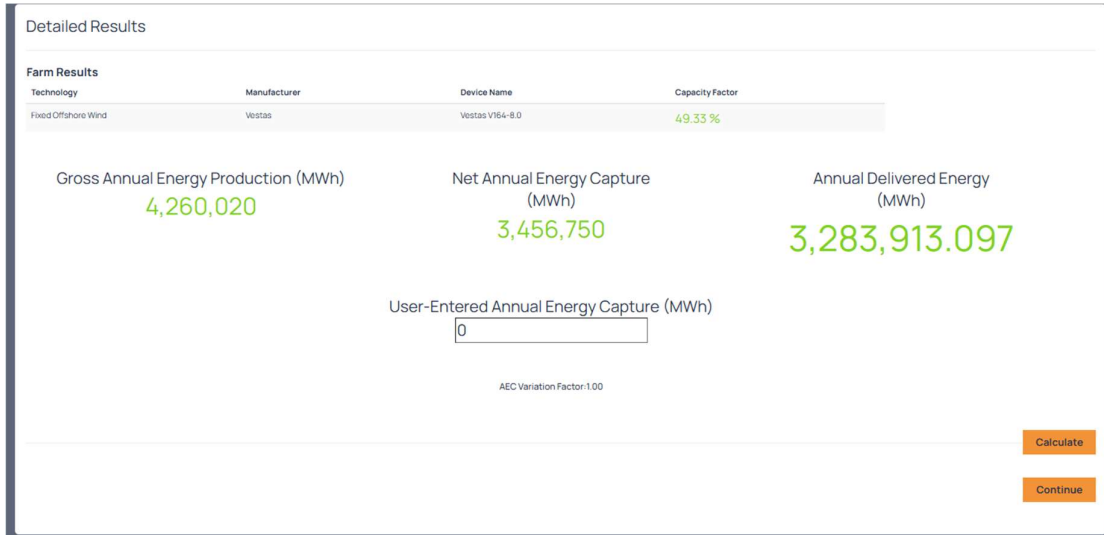 Detailed Results
Farm Results
Technology Manufacturer Device Name Capacity Factor
Fixed Offshore Wind Vestas Vestas V164-8.0 49.33 %
Gross Annual Energy Production (MWh)
4,260,020
Net Annual Energy Capture
(MWh)
3,456,750
Annual Delivered Energy
(MWh)
3,283,913.097
User-Entered Annual Energy Capture (MWh)
0
AEC Variation Factor:1.00
Calculate
Continue